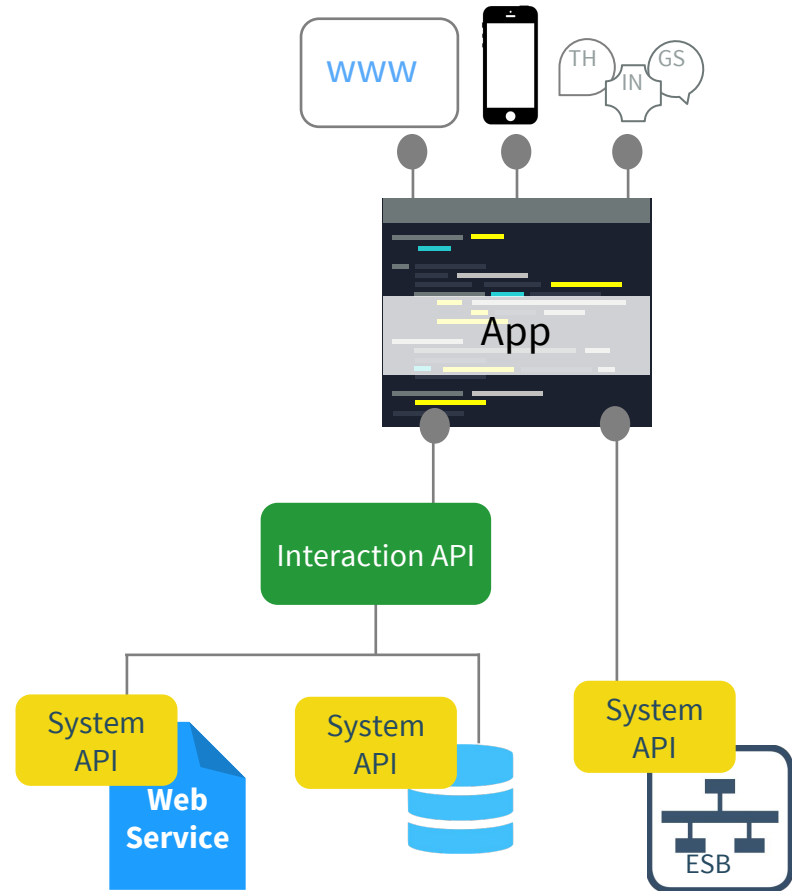 www
TH
IN
GS
App
Interaction API
System
API
System
API
System
API
Web
Service
ESB